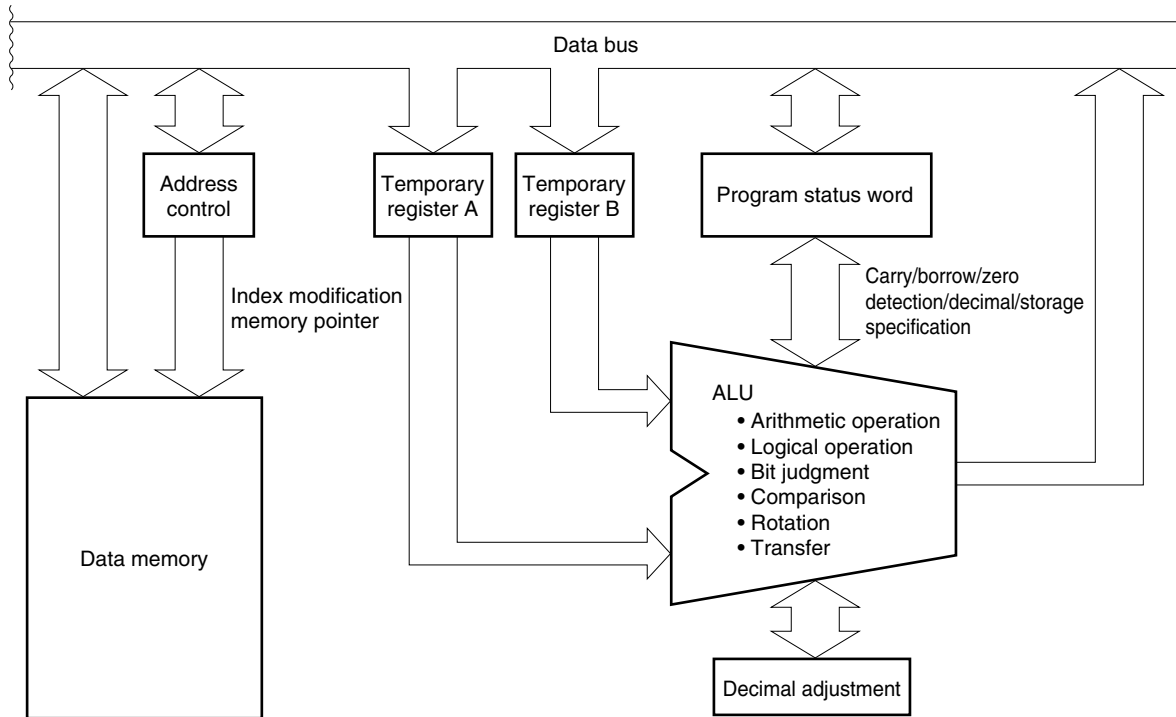 Data bus
Address
control
Temporary
register A
Temporary
register B
Program status word
Index modification
memory pointer
Carry/borrow/zero
detection/decimal/storage
specification
ALU
• Arithmetic operation
• Logical operation
• Bit judgment
• Comparison
• Rotation
• Transfer
Data memory
Decimal adjustment